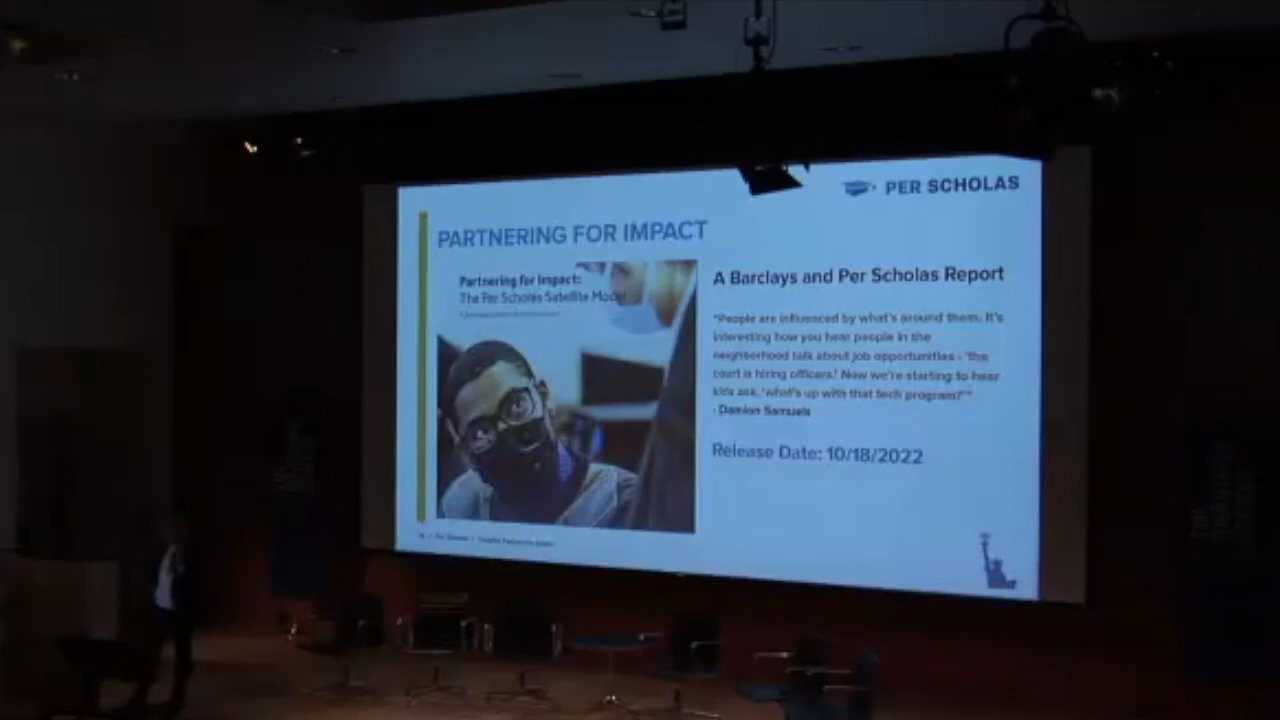 PER SCHOLAS
PARTNERING FOR IMPACT
Partnering for Impact:
The Per Scholas Satellite Model
A Barclays and Per Scholas Report
"People are influenced by what's around them. It's
interesting how you hear people in the
neighborhood talk about job opportunities - 'the
court is hiring officers.' Now we're starting to hear
kids ask, 'what's up with that tech program?'"
- Damion Samuels
Release Date: 10/18/2022